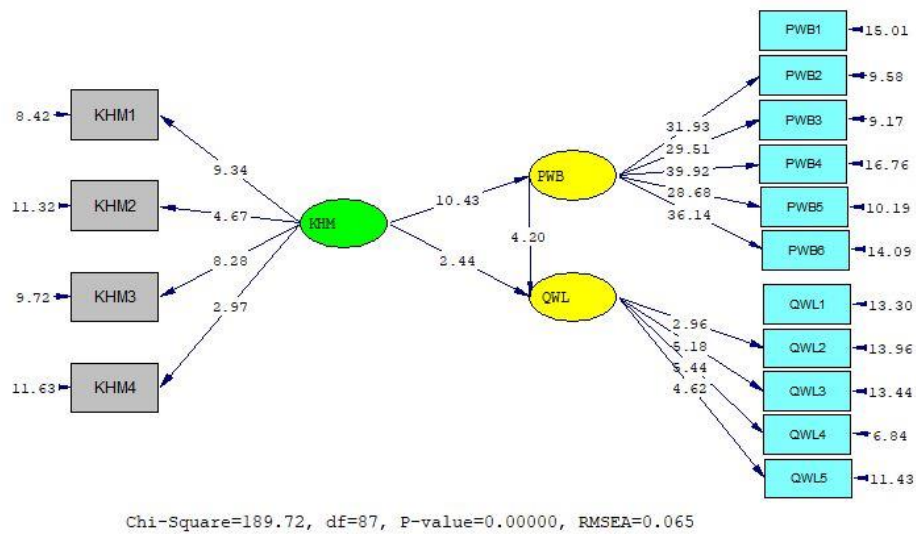 PWB1
15.01
PWB2
9.58
8.42
KHM1
PWB3
9.17
31.93
29.51
PWB4
16.76
39.92
9.34
PWB
28.68
PWB5
10.19
36.14
11.32
KHM2
10.43
4.67
KHM
4.20
PWB6
14.09
8.28
2.44
9.72
KHM3
QWL
QWL1
13.30
2.97
2.96
5.18
QWL2
13.96
5.44
4.62
QWL3
13.44
11.63
KHM4
QWL4
6.84
QWL5
11.43
Chi-Square=189.72, df=87, P-value=0.00000, RMSEA=0.065